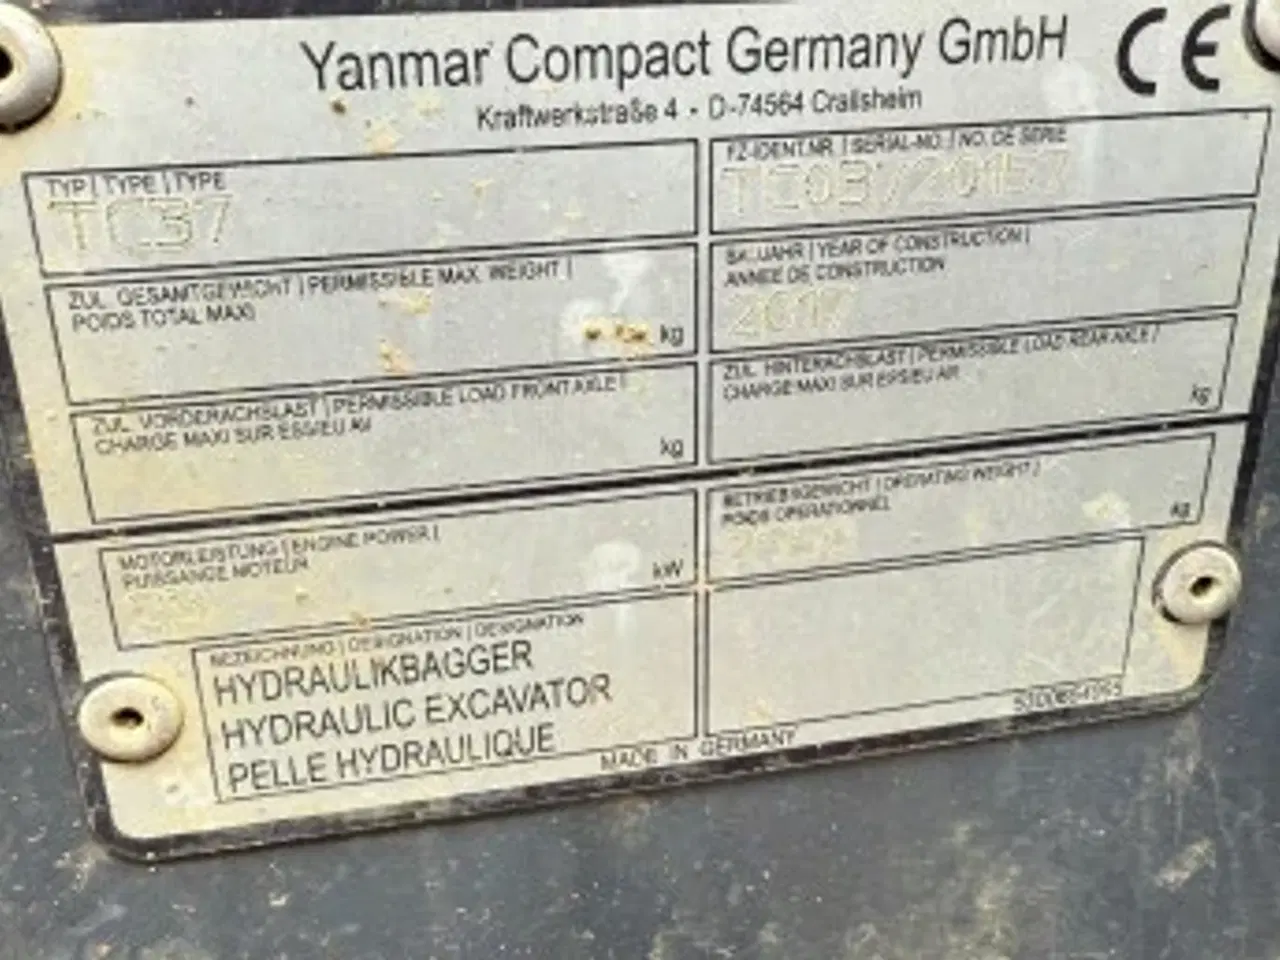 Yanmar Compact Germany GmbH
CE
Kraftwerkstraße 4 - D-74564 Crailsheim
TYP | TYPE | TYPE
TC37
FZ-IDENT.NR. | SERIAL-NO. | NO. DE SERIE
ZUL. GESAMTGEWICHT | PERMISSIBLE MAX. WEIGHT |
POIDS TOTAL MAXI
kg
BAUJAHR | YEAR OF CONSTRUCTION |
ANNEE DE CONSTRUCTION
2017
ZUL. VORDERACHSLAST | PERMISSIBLE LOAD FRONT AXLE |
CHARGE MAXI SUR ESSIEU AV
kg
ZUL. HINTERACHSLAST | PERMISSIBLE LOAD REAR AXLE /
CHARGE MAXI SUR ESSIEU AR
kg
MOTORLEISTUNG | ENGINE POWER |
PUISSANCE MOTEUR
kW
BETRIEBSGEWICHT | OPERATING WEIGHT /
POIDS OPERATIONNEL
kg
BEZEICHNUNG | DESIGNATION | DESIGNATION
HYDRAULIKBAGGER
HYDRAULIC EXCAVATOR
PELLE HYDRAULIQUE
MADE IN GERMANY